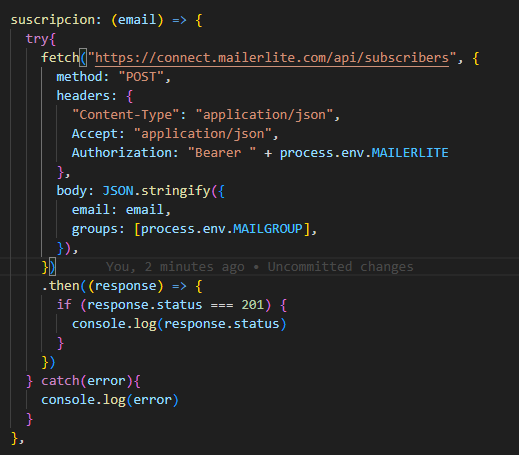 suscripcion: (email) => {
try{
fetch("https://connect.mailerlite.com/api/subscribers", {
method: "POST",
headers: {
"Content-Type": "application/json",
Accept: "application/json",
Authorization: "Bearer " + process.env.MAILERLITE
},
body: JSON.stringify({
email: email,
groups: [process.env.MAILGROUP],
}),
}) You, 2 minutes ago • Uncommitted changes
.then((response) => {
if (response.status === 201) {
console.log(response.status)
}
})
} catch(error){
console.log(error)
}
},